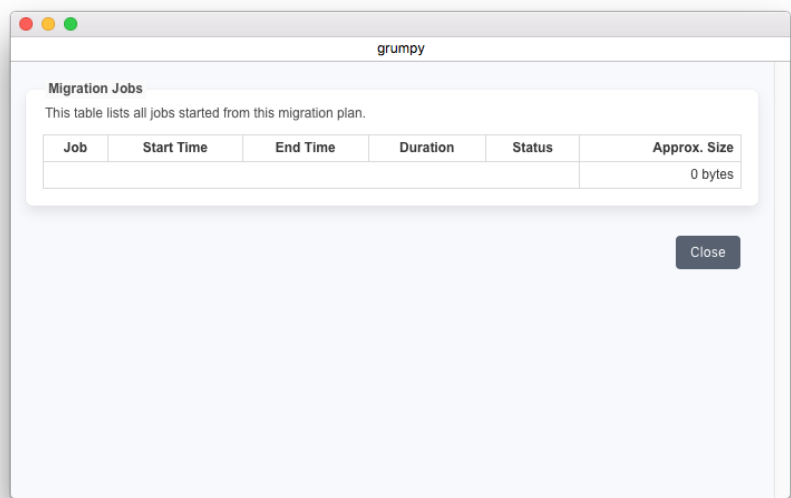 grumpy
Migration Jobs
This table lists all jobs started from this migration plan.
Job Start Time End Time Duration Status Approx. Size
0 bytes
Close